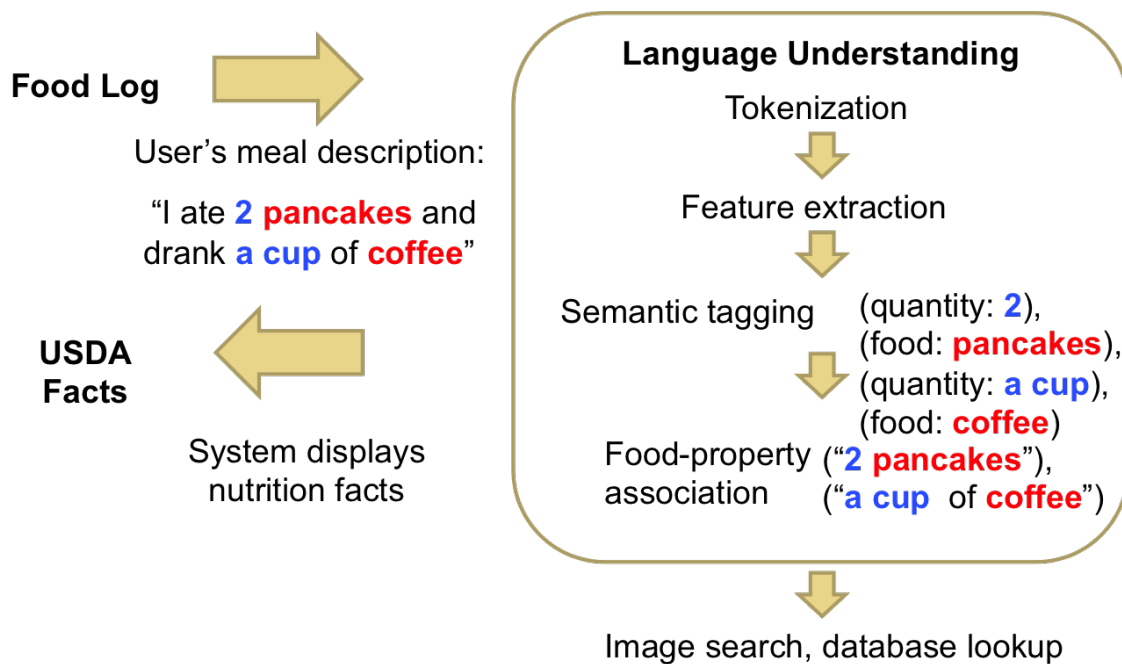 Food Log
User’s meal description:
“I ate 2 pancakes and
drank a cup of coffee”
USDA
Facts
System displays
nutrition facts
Language Understanding
Tokenization
Feature extraction
Semantic tagging
(quantity: 2),
(food: pancakes),
(quantity: a cup),
(food: coffee)
Food-property
association
(“2 pancakes”),
(“a cup of coffee”)
Image search, database lookup